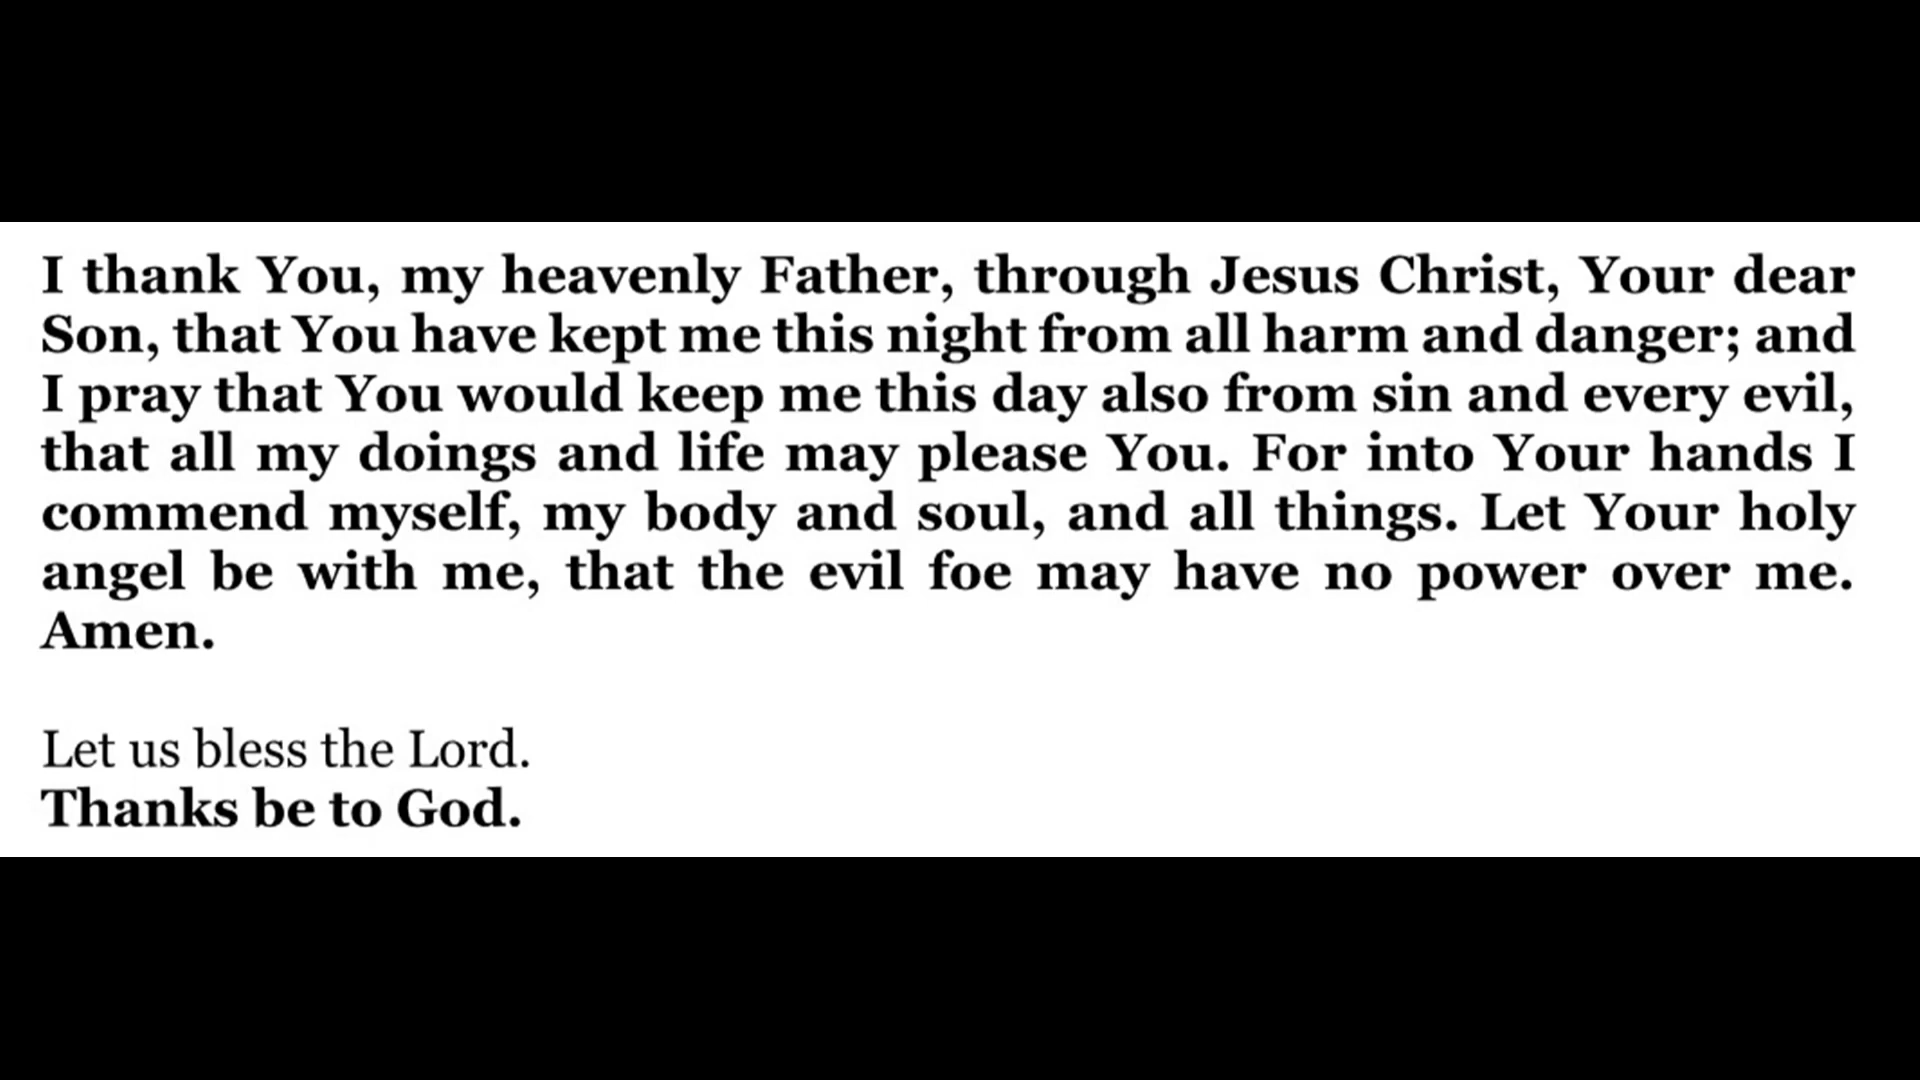 I thank You, my heavenly Father, through Jesus Christ, Your dear
Son, that You have kept me this night from all harm and danger; and
I pray that You would keep me this day also from sin and every evil,
that all my doings and life may please You. For into Your hands I
commend myself, my body and soul, and all things. Let Your holy
angel be with me, that the evil foe may have no power over me.
Amen.
Let us bless the Lord.
Thanks be to God.